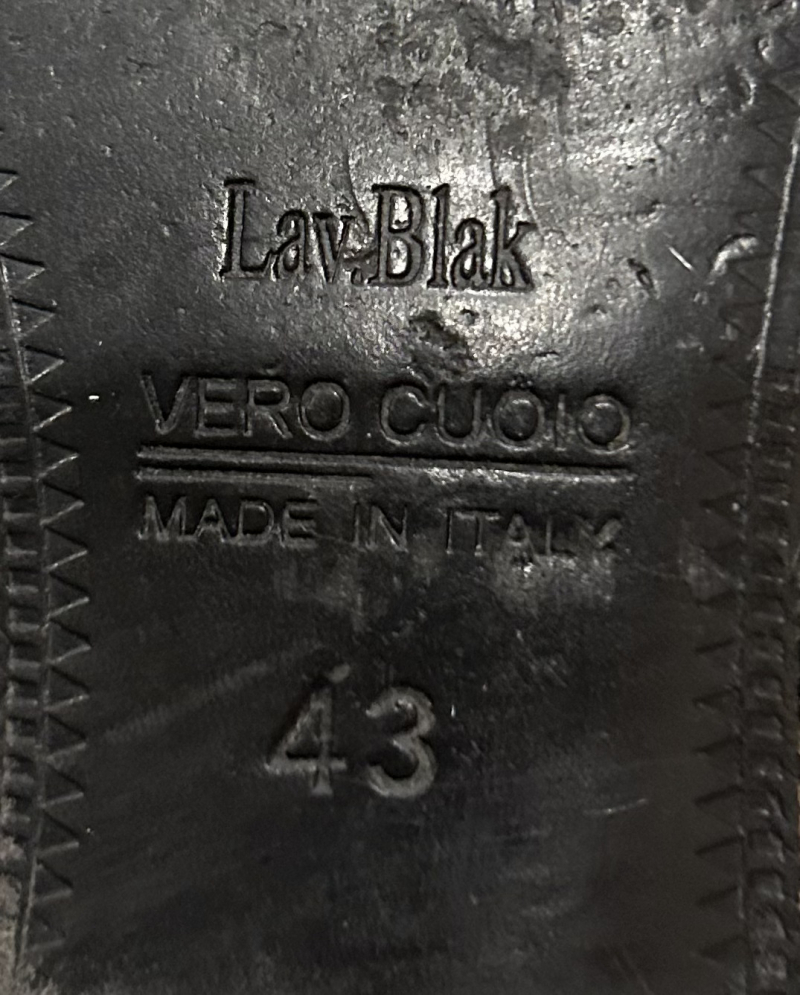 Lav.Blak
VERO CUOIO
MADE IN ITALY
43